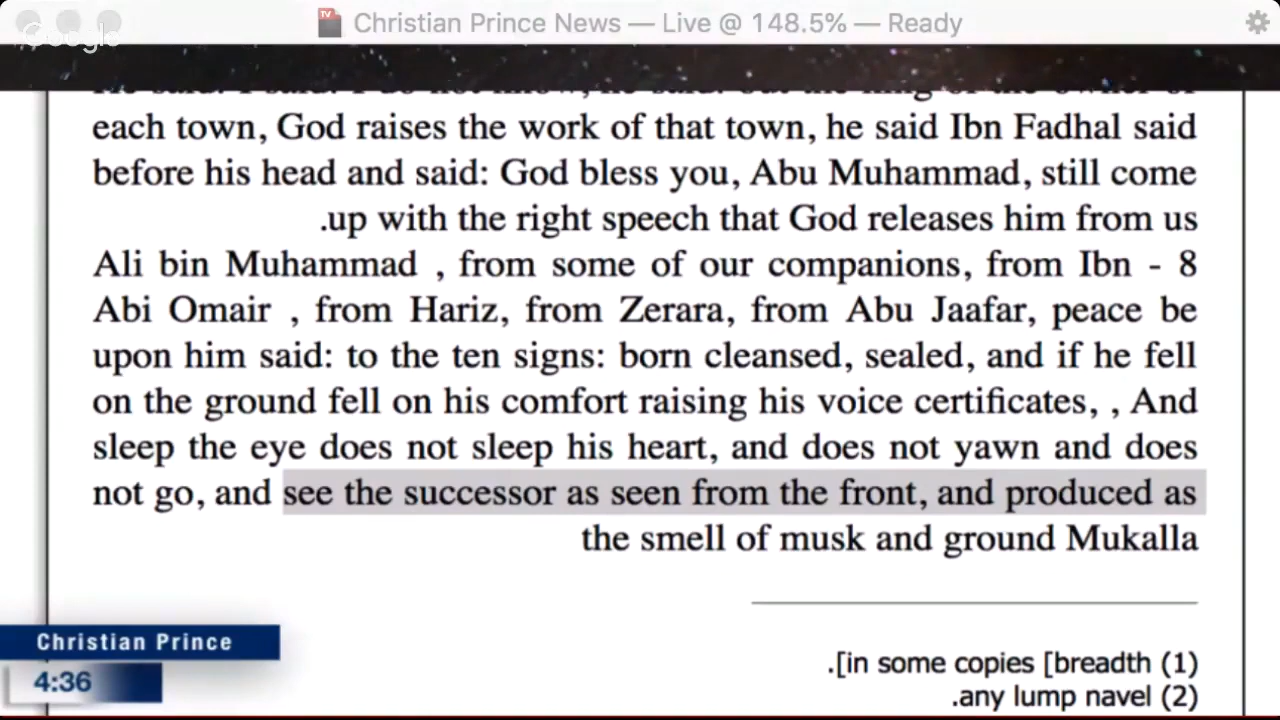 Christian Prince News — Live @ 148.5% — Ready
Google
each town, God raises the work of that town, he said Ibn Fadhal said
before his head and said: God bless you, Abu Muhammad, still come
.up with the right speech that God releases him from us
Ali bin Muhammad , from some of our companions, from Ibn - 8
Abi Omair , from Hariz, from Zerara, from Abu Jaafar, peace be
upon him said: to the ten signs: born cleansed, sealed, and if he fell
on the ground fell on his comfort raising his voice certificates, , And
sleep the eye does not sleep his heart, and does not yawn and does
not go, and see the successor as seen from the front, and produced as
the smell of musk and ground Mukalla
.[in some copies [breadth (1)
.any lump navel (2)
Christian Prince
4:36